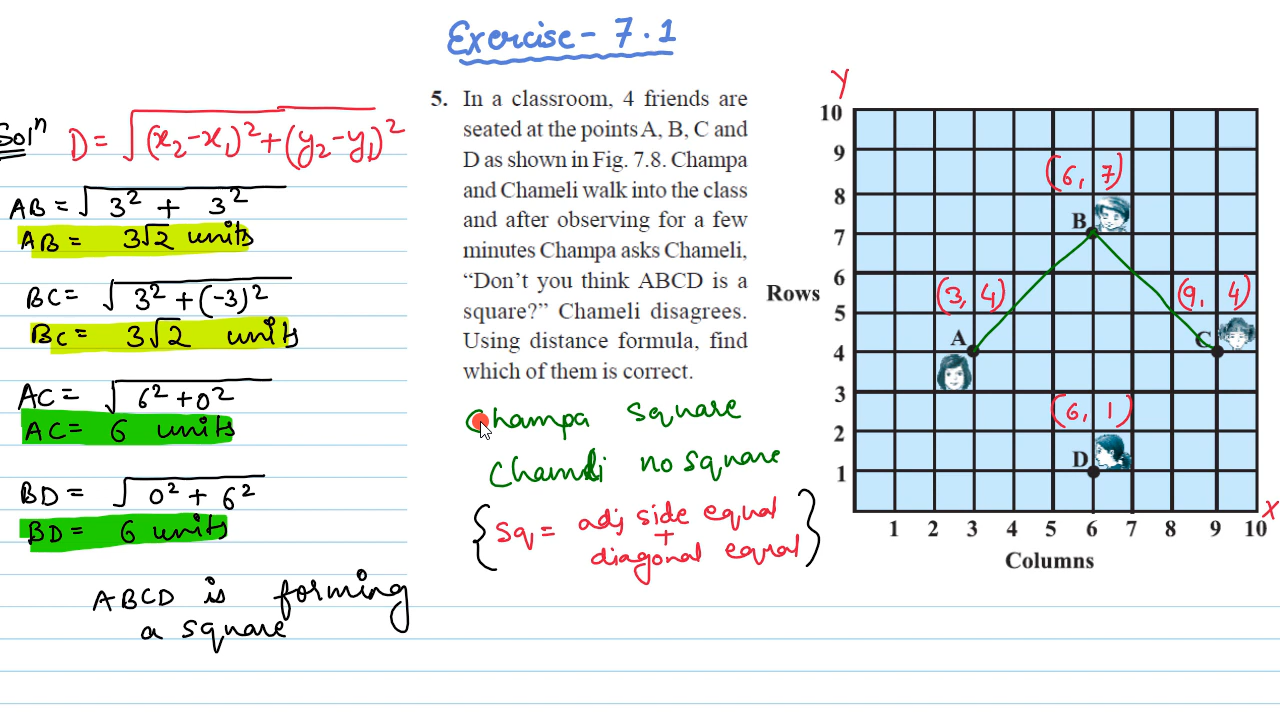 Exercise - 7.1
Solⁿ
D = √(x₂-x₁)²+(y₂-y₁)²
AB = √3² + 3²
AB = 3√2 units
BC = √3²+(-3)²
BC = 3√2 units
AC = √6²+0²
AC = 6 units
BD = √0² + 6²
BD = 6 units
ABCD is forming
a square
5. In a classroom, 4 friends are
seated at the points A, B, C and
D as shown in Fig. 7.8. Champa
and Chameli walk into the class
and after observing for a few
minutes Champa asks Chameli,
“Don’t you think ABCD is a
square?” Chameli disagrees.
Using distance formula, find
which of them is correct.
Champa square
Chameli no square
{Sq = adj side equal
+
diagonal equal}
Y
10
9
(6, 7)
8
B
7
6
Rows
(3, 4)
(9, 4)
5
A
C
4
3
(6, 1)
2
D
1
X
1 2 3 4 5 6 7 8 9 10
Columns